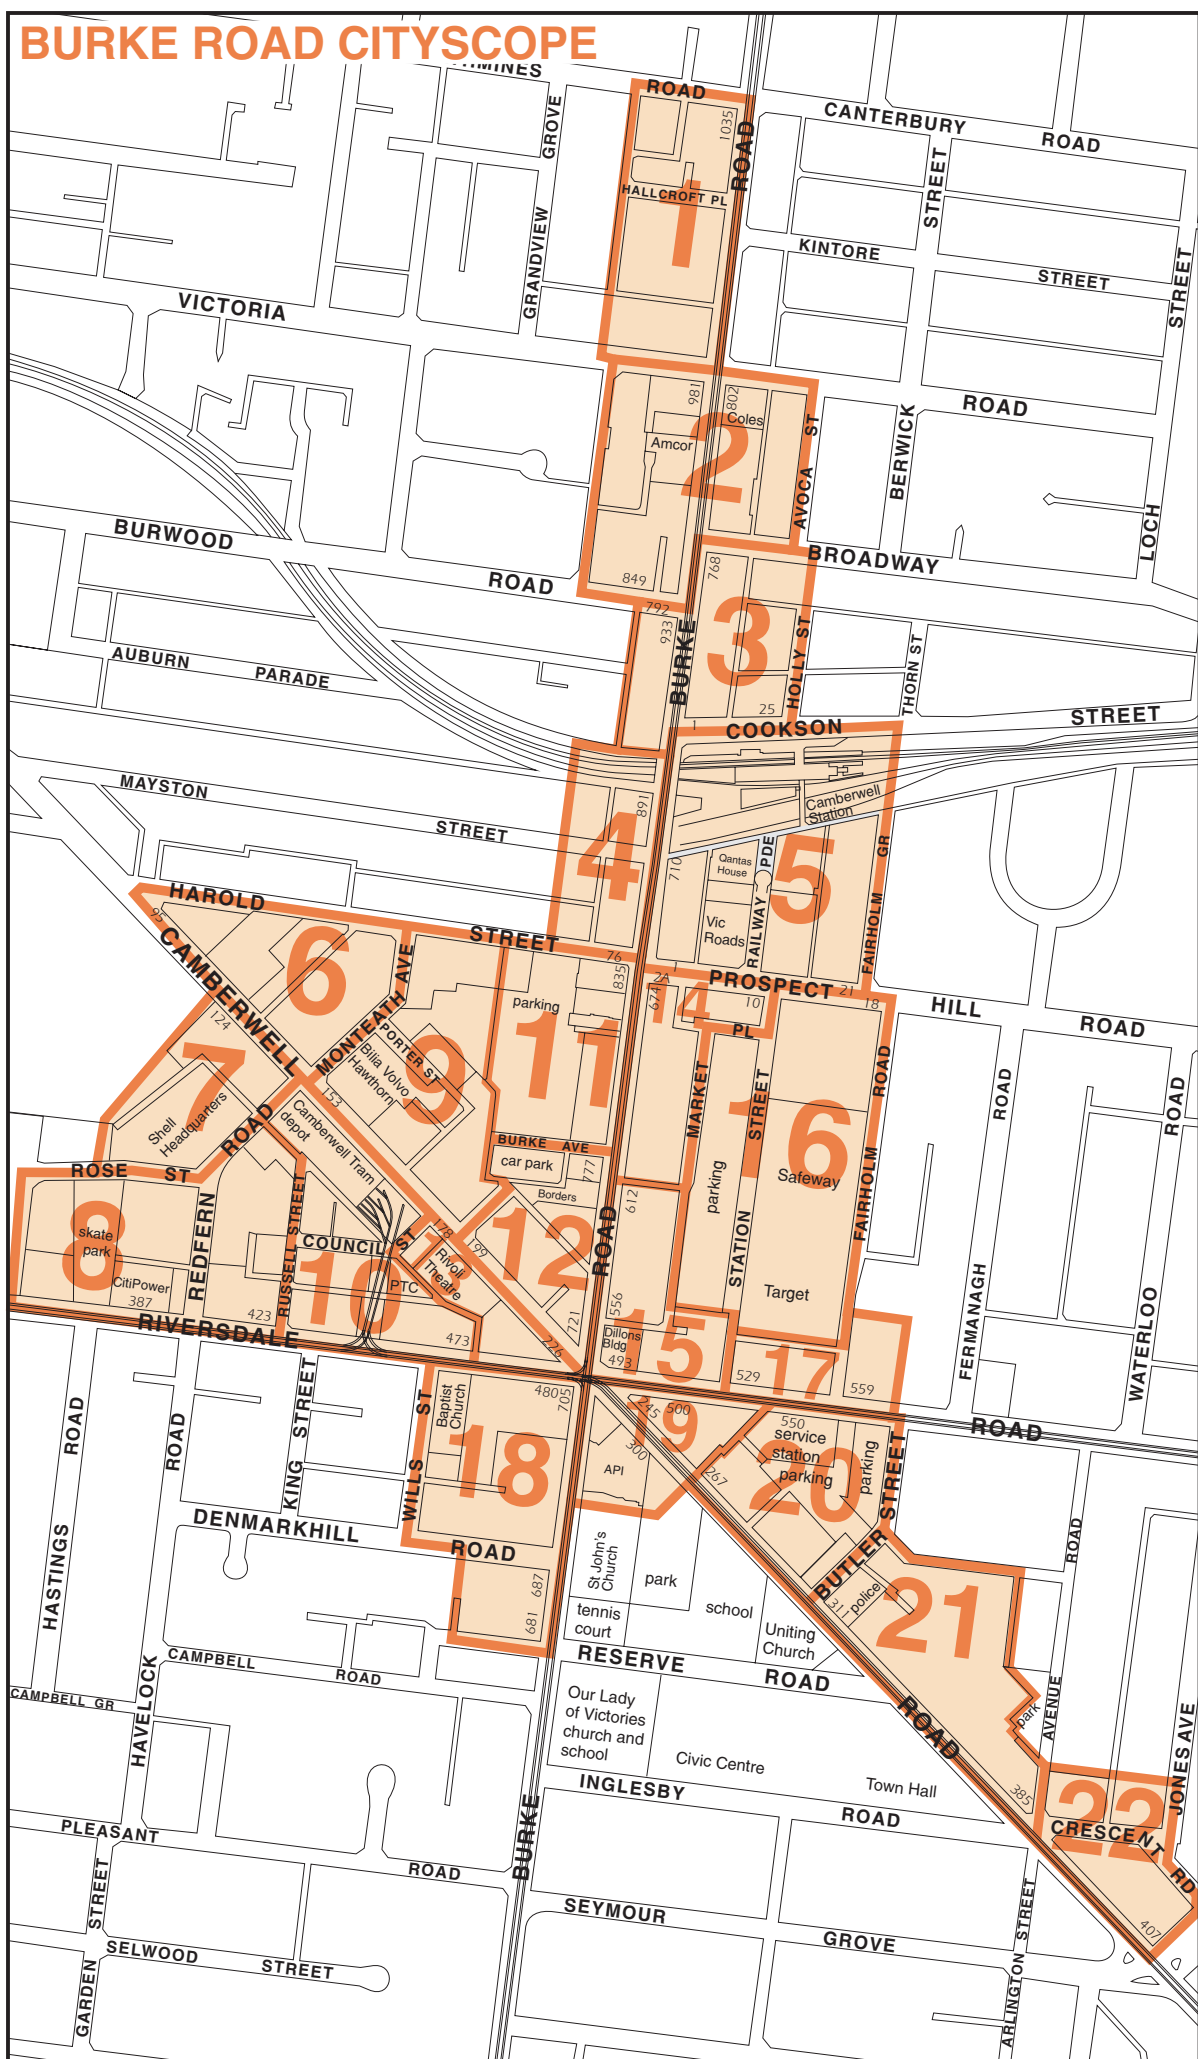 BURKE ROAD CITYSCOPE
ROAD
CANTERBURY
ROAD
1035
GROVE
ROAD
STREET
1
HALLCROFT PL
KINTORE
STREET
STREET
GRANDVIEW
VICTORIA
981
802
Coles
2
Amcor
ST
AVOCA
ROAD
BERWICK
LOCH
BURWOOD
ROAD
849
768
BROADWAY
792
933
BURKE
3
HOLLY ST
THORN ST
AUBURN
PARADE
25
1
COOKSON
STREET
MAYSTON
STREET
891
4
Camberwell
Station
710
Qantas
House
RAILWAY PDE
5
FAIRHOLM GR
Vic
Roads
HAROLD
STREET
95
CAMBERWELL
6
MONTEATH AVE
76
835
1
2A
674
PROSPECT
21
18
HILL
ROAD
14
10
PL
parking
11
124
7
PORTER ST
9
Bilia Volvo
Hawthorn
Shell
Headquarters
ROAD
153
Camberwell Tram
depot
MARKET
STREET
16
ROAD
ROAD
ROAD
BURKE AVE
car park
777
Borders
parking
Safeway
FAIRHOLM
ROSE ST
8
skate
park
CitiPower
387
REDFERN
RUSSELL STREET
COUNCIL ST
10
PTC
178
199
Rivoli
Theatre
12
ROAD
612
STATION
Target
423
RIVERSDALE
473
226
721
556
Dillons
Bldg
493
15
529
17
559
FERMANAGH
WATERLOO
ROAD
ROAD
ROAD
KING STREET
WILLS ST
Baptist
Church
480
705
18
245
500
19
300
API
267
550
service
station
parking
20
parking
STREET
ROAD
HASTINGS
DENMARKHILL
ROAD
687
681
St John's
Church
park
tennis
court
school
Uniting
Church
BUTLER
311
police
21
ROAD
RESERVE
ROAD
CAMPBELL
ROAD
CAMPBELL GR
HAVELOCK
Our Lady
of Victories
church and
school
Civic Centre
Town Hall
ROAD
park
AVENUE
385
JONES AVE
22
CRESCENT RD
407
INGLESBY
ROAD
BURKE
PLEASANT
ROAD
STREET
SEYMOUR
GROVE
ARLINGTON STREET
SELWOOD
STREET
GARDEN